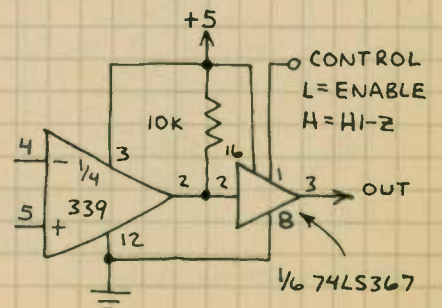 +5
CONTROL
L=ENABLE
H=HI-Z
10K
16
4
-
1/4
3
339
2
2
1
3
OUT
5
+
12
8
1/6 74LS367